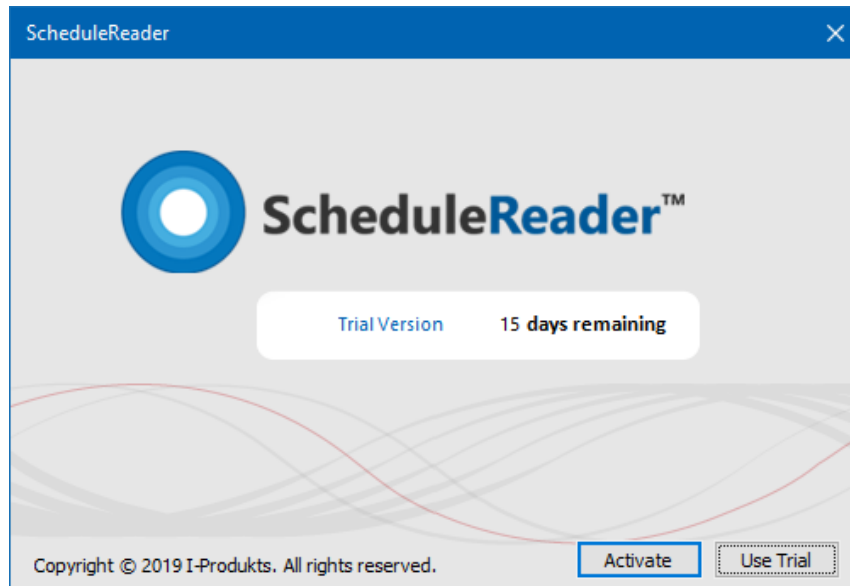 ScheduleReader
ScheduleReader™
Trial Version 15 days remaining
Copyright © 2019 I-Produkts. All rights reserved.
Activate Use Trial